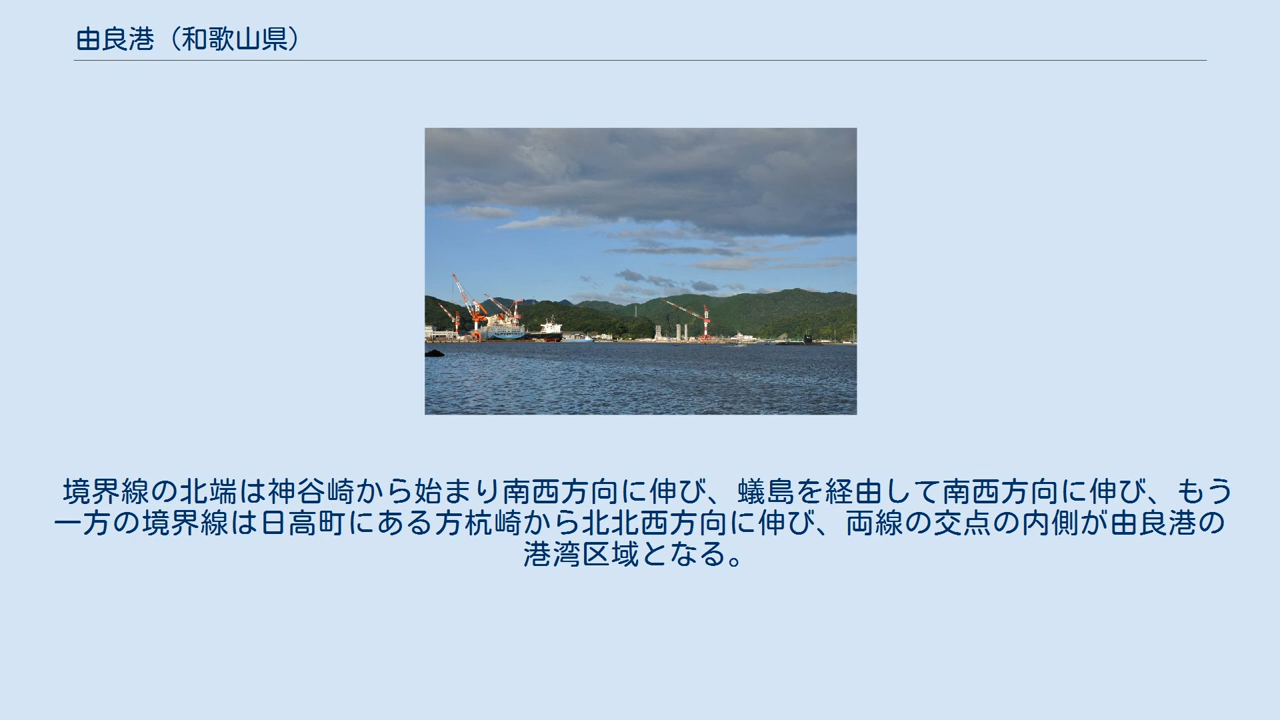 由良港（和歌山県）
境界線の北端は神谷崎から始まり南西方向に伸び、蟻島を経由して南西方向に伸び、もう
一方の境界線は日高町にある方杭崎から北北西方向に伸び、両線の交点の内側が由良港の
港湾区域となる。